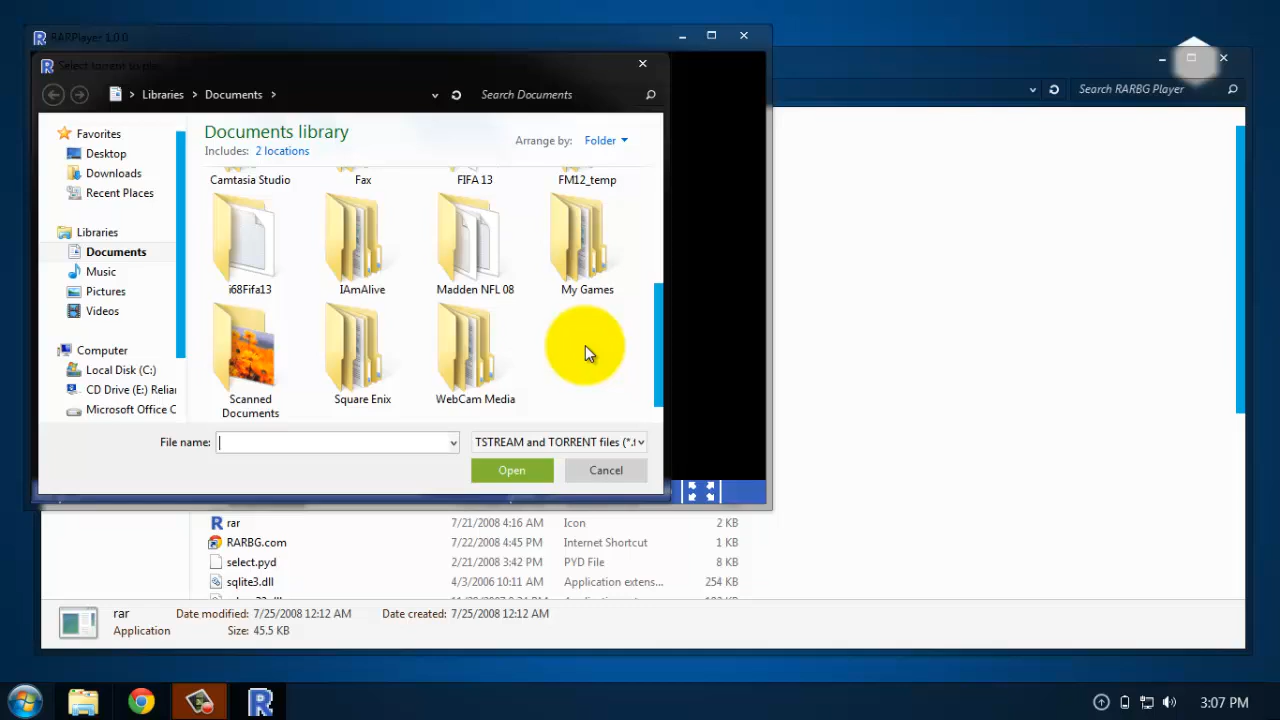 RARPlayer 1.0.0
Select torrent to pla
Libraries
Documents
Search Documents
Search RARBG Player
Favorites
Desktop
Downloads
Recent Places
Libraries
Documents
Music
Pictures
Videos
Computer
Local Disk (C:)
CD Drive (E:) Relia
Microsoft Office C
Documents library
Includes: 2 locations
Arrange by: Folder
Camtasia Studio
Fax
FIFA 13
FM12_temp
i68Fifa13
IAmAlive
Madden NFL 08
My Games
Scanned
Documents
Square Enix
WebCam Media
File name:
TSTREAM and TORRENT files (*.t
Open
Cancel
rar 7/21/2008 4:16 AM Icon 2 KB
RARBG.com 7/22/2008 4:45 PM Internet Shortcut 1 KB
select.pyd 2/21/2008 3:42 PM PYD File 8 KB
sqlite3.dll 4/3/2006 10:11 AM Application extens... 254 KB
rar Date modified: 7/25/2008 12:12 AM Date created: 7/25/2008 12:12 AM
Application Size: 45.5 KB
3:07 PM